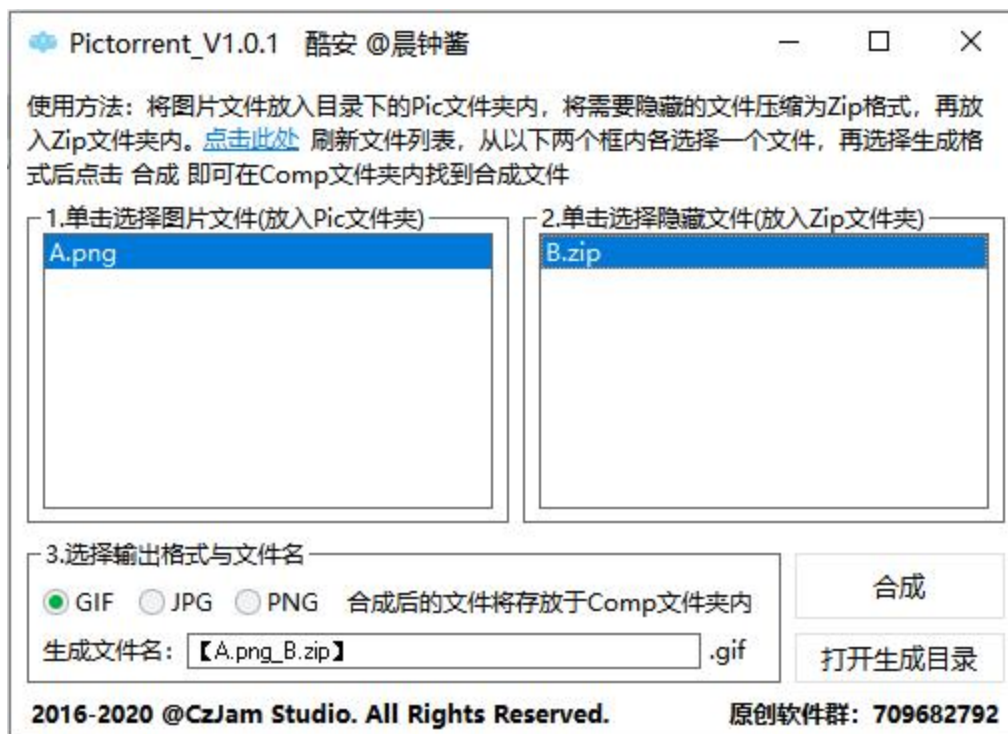 Pictorrent_V1.0.1 酷安 @晨钟酱
使用方法：将图片文件放入目录下的Pic文件夹内，将需要隐藏的文件压缩为Zip格式，再放
入Zip文件夹内。点击此处 刷新文件列表，从以下两个框内各选择一个文件，再选择生成格
式后点击 合成 即可在Comp文件夹内找到合成文件
1.单击选择图片文件(放入Pic文件夹)
A.png
2.单击选择隐藏文件(放入Zip文件夹)
B.zip
3.选择输出格式与文件名
GIF JPG PNG 合成后的文件将存放于Comp文件夹内
生成文件名： 【A.png_B.zip】 .gif
合成
打开生成目录
2016-2020 @CzJam Studio. All Rights Reserved. 原创软件群：709682792